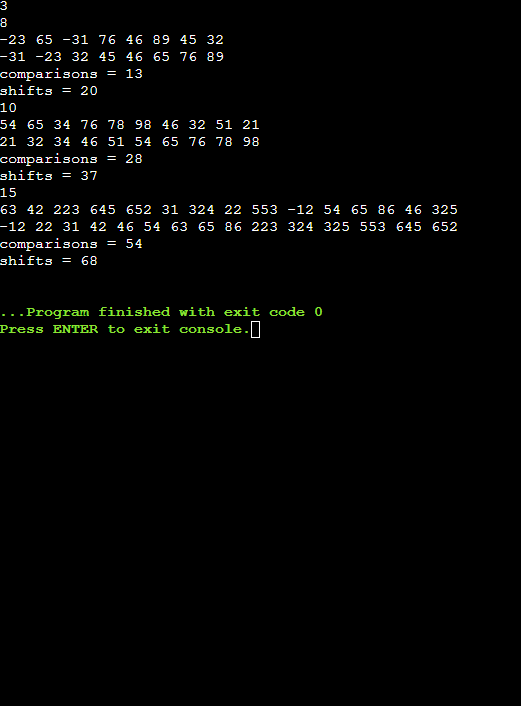 3
8
-23 65 -31 76 46 89 45 32
-31 -23 32 45 46 65 76 89
comparisons = 13
shifts = 20
10
54 65 34 76 78 98 46 32 51 21
21 32 34 46 51 54 65 76 78 98
comparisons = 28
shifts = 37
15
63 42 223 645 652 31 324 22 553 -12 54 65 86 46 325
-12 22 31 42 46 54 63 65 86 223 324 325 553 645 652
comparisons = 54
shifts = 68
...Program finished with exit code 0
Press ENTER to exit console.